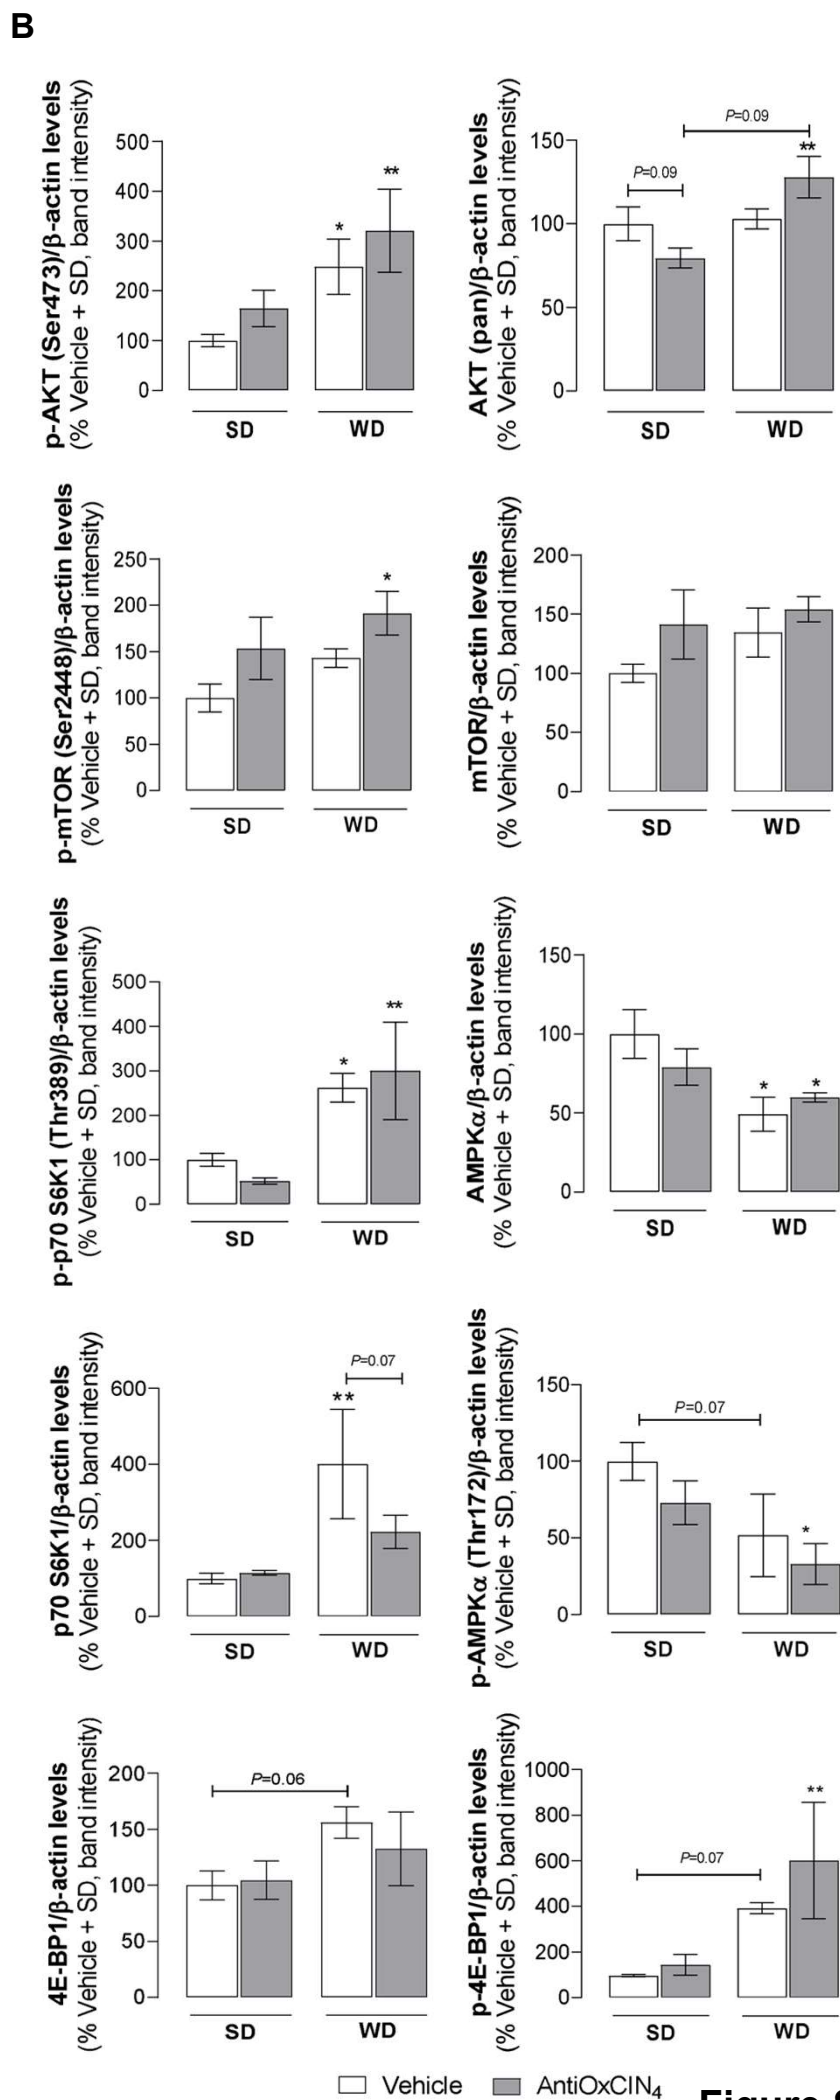 B
p-AKT (Ser473)/β-actin levels
(% Vehicle + SD, band intensity)
500
400
300
200
100
0
*
**
SD
WD
AKT (pan)/β-actin levels
(% Vehicle + SD, band intensity)
150
100
50
0
P=0.09
P=0.09
**
SD
WD
p-mTOR (Ser2448)/β-actin levels
(% Vehicle + SD, band intensity)
250
200
150
100
50
0
*
SD
WD
mTOR/β-actin levels
(% Vehicle + SD, band intensity)
200
150
100
50
0
SD
WD
p-p70 S6K1 (Thr389)/β-actin levels
(% Vehicle + SD, band intensity)
500
400
300
200
100
0
*
**
SD
WD
AMPKα/β-actin levels
(% Vehicle + SD, band intensity)
150
100
50
0
*
*
SD
WD
p70 S6K1/β-actin levels
(% Vehicle + SD, band intensity)
600
400
200
0
P=0.07
**
SD
WD
p-AMPKα (Thr172)/β-actin levels
(% Vehicle + SD, band intensity)
150
100
50
0
P=0.07
*
SD
WD
4E-BP1/β-actin levels
(% Vehicle + SD, band intensity)
200
150
100
50
0
P=0.06
SD
WD
p-4E-BP1/β-actin levels
(% Vehicle + SD, band intensity)
1000
800
600
400
200
0
P=0.07
**
SD
WD
Vehicle
AntiOxCIN₄